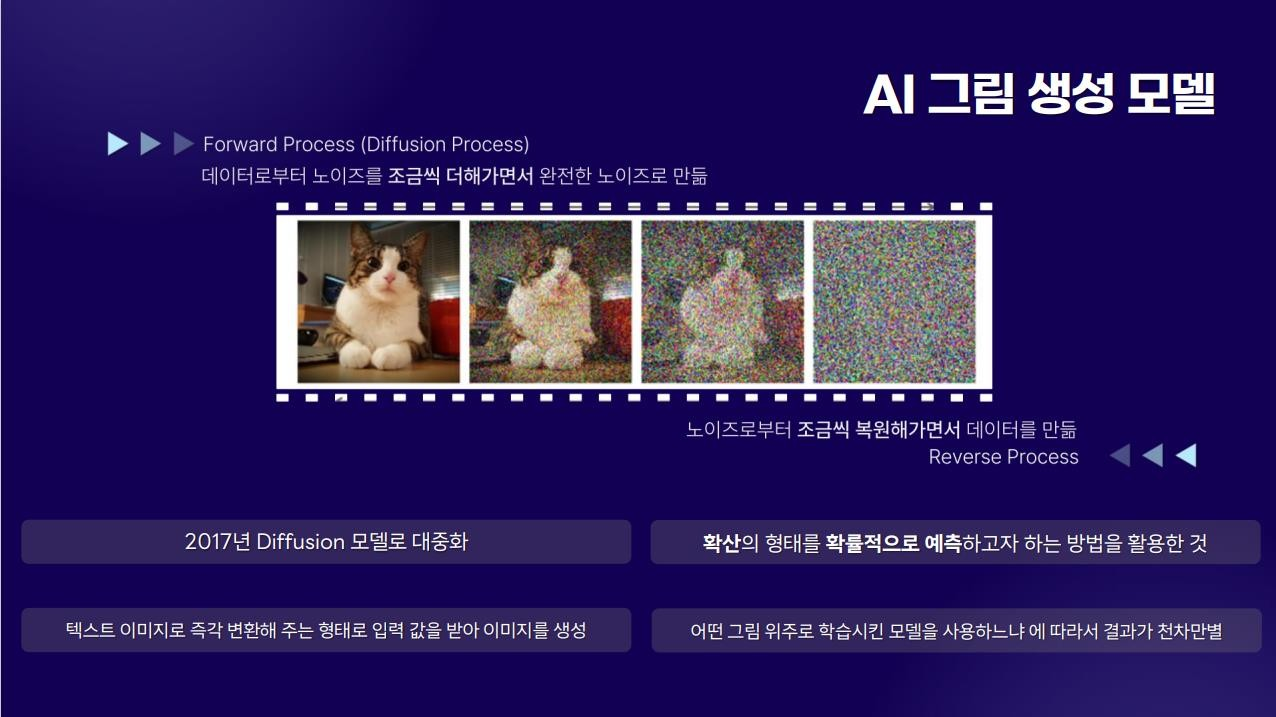 AI 그림 생성 모델
Forward Process (Diffusion Process)
데이터로부터 노이즈를 조금씩 더해가면서 완전한 노이즈로 만듦
노이즈로부터 조금씩 복원해가면서 데이터를 만듦
Reverse Process
2017년 Diffusion 모델로 대중화
확산의 형태를 확률적으로 예측하고자 하는 방법을 활용한 것
텍스트 이미지로 즉각 변환해 주는 형태로 입력 값을 받아 이미지를 생성
어떤 그림 위주로 학습시킨 모델을 사용하느냐 에 따라서 결과가 천차만별